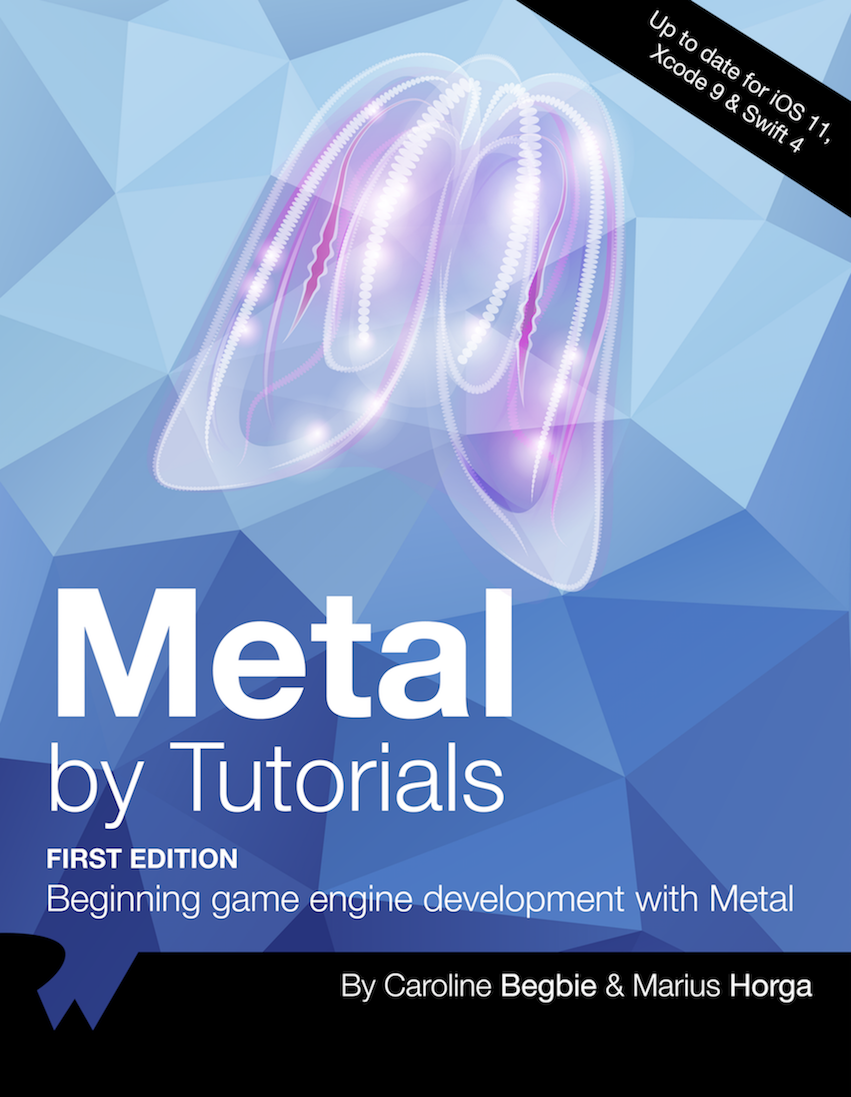 Up to date for iOS 11,
Xcode 9 & Swift 4
Metal
by Tutorials
FIRST EDITION
Beginning game engine development with Metal
By Caroline Begbie & Marius Horga